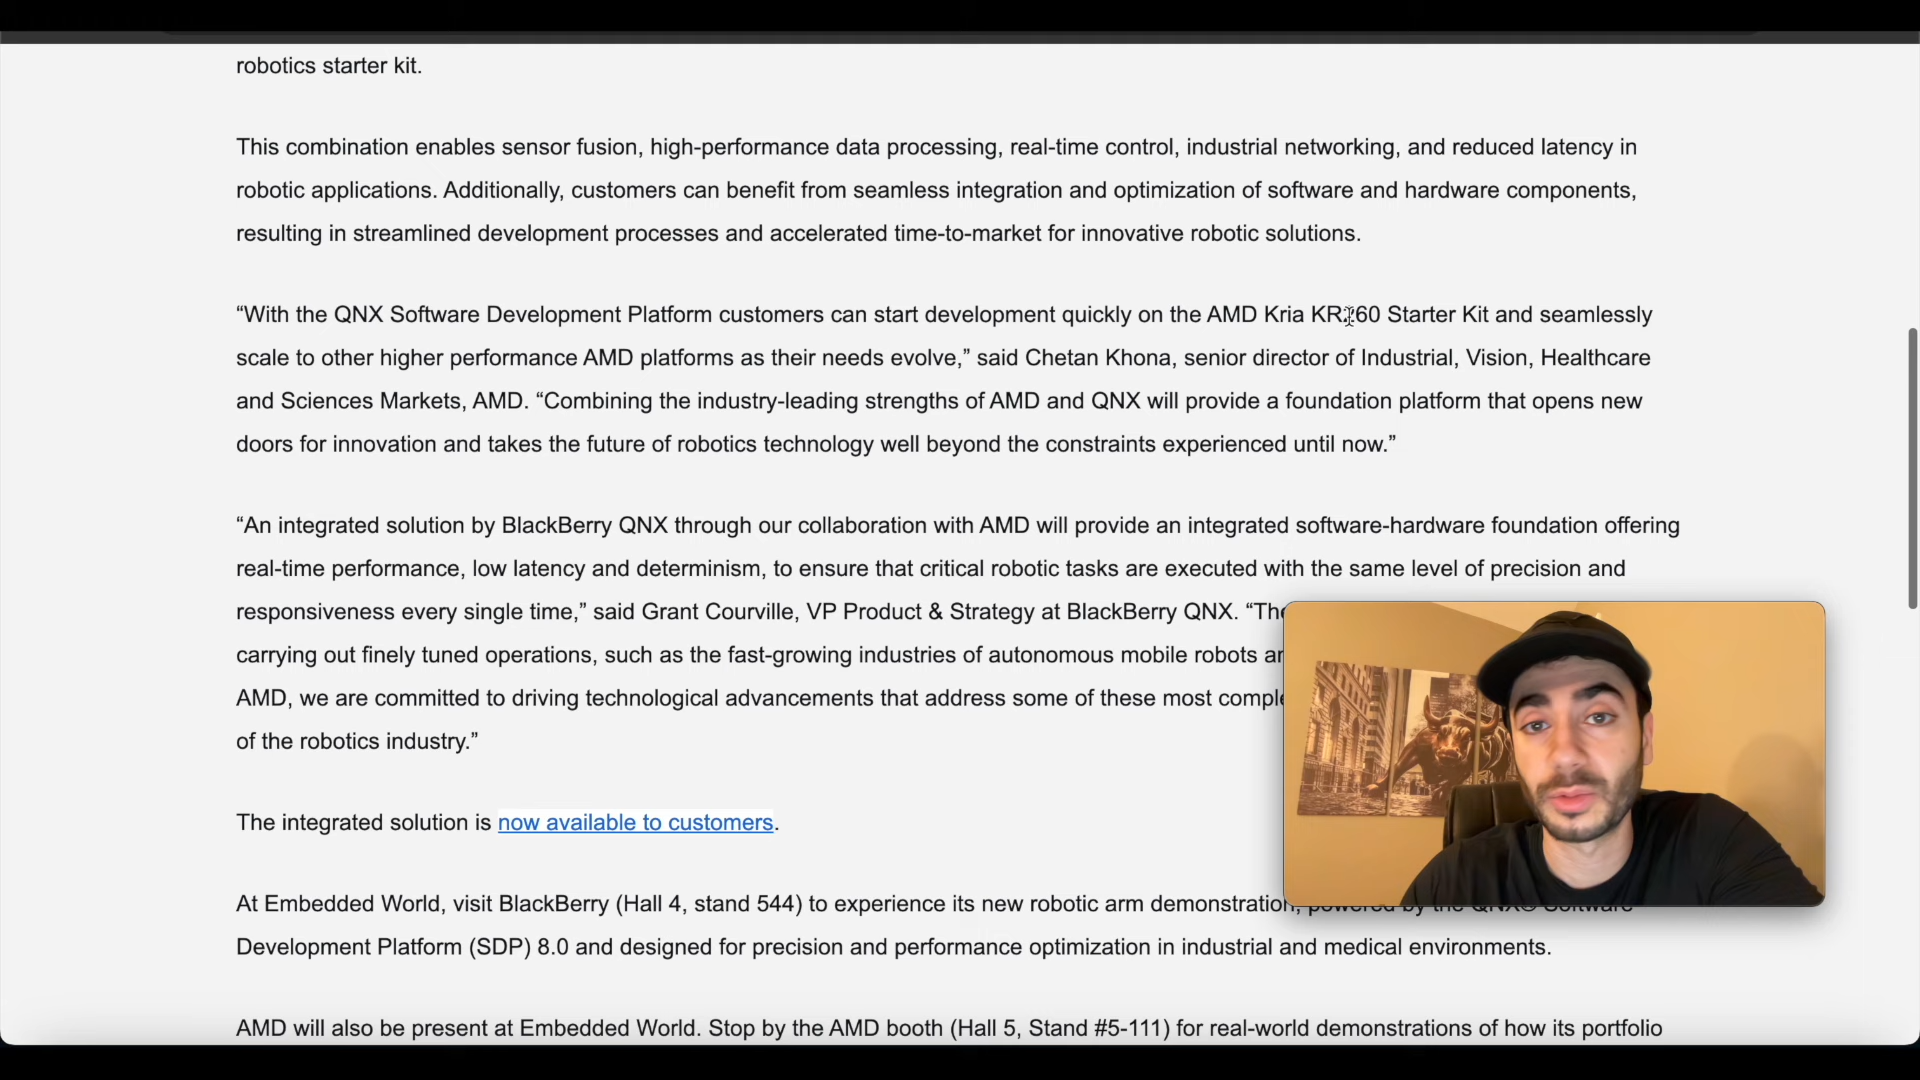 robotics starter kit.
This combination enables sensor fusion, high-performance data processing, real-time control, industrial networking, and reduced latency in
robotic applications. Additionally, customers can benefit from seamless integration and optimization of software and hardware components,
resulting in streamlined development processes and accelerated time-to-market for innovative robotic solutions.
“With the QNX Software Development Platform customers can start development quickly on the AMD Kria KR260 Starter Kit and seamlessly
scale to other higher performance AMD platforms as their needs evolve,” said Chetan Khona, senior director of Industrial, Vision, Healthcare
and Sciences Markets, AMD. “Combining the industry-leading strengths of AMD and QNX will provide a foundation platform that opens new
doors for innovation and takes the future of robotics technology well beyond the constraints experienced until now.”
“An integrated solution by BlackBerry QNX through our collaboration with AMD will provide an integrated software-hardware foundation offering
real-time performance, low latency and determinism, to ensure that critical robotic tasks are executed with the same level of precision and
responsiveness every single time,” said Grant Courville, VP Product & Strategy at BlackBerry QNX. “The
carrying out finely tuned operations, such as the fast-growing industries of autonomous mobile robots
AMD, we are committed to driving technological advancements that address some of these most
of the robotics industry.”
The integrated solution is now available to customers.
At Embedded World, visit BlackBerry (Hall 4, stand 544) to experience its new robotic arm demonstration, powered by the QNX® Software
Development Platform (SDP) 8.0 and designed for precision and performance optimization in industrial and medical environments.
AMD will also be present at Embedded World. Stop by the AMD booth (Hall 5, Stand #5-111) for real-world demonstrations of how its portfolio